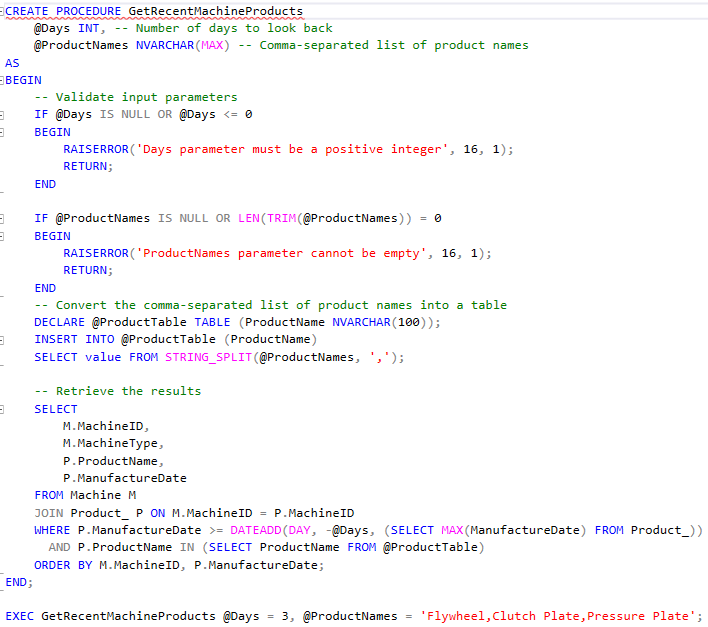 CREATE PROCEDURE GetRecentMachineProducts
    @Days INT, -- Number of days to look back
    @ProductNames NVARCHAR(MAX) -- Comma-separated list of product names
AS
BEGIN
    -- Validate input parameters
    IF @Days IS NULL OR @Days <= 0
    BEGIN
        RAISERROR('Days parameter must be a positive integer', 16, 1);
        RETURN;
    END

    IF @ProductNames IS NULL OR LEN(TRIM(@ProductNames)) = 0
    BEGIN
        RAISERROR('ProductNames parameter cannot be empty', 16, 1);
        RETURN;
    END
    -- Convert the comma-separated list of product names into a table
    DECLARE @ProductTable TABLE (ProductName NVARCHAR(100));
    INSERT INTO @ProductTable (ProductName)
    SELECT value FROM STRING_SPLIT(@ProductNames, ',');

    -- Retrieve the results
    SELECT
        M.MachineID,
        M.MachineType,
        P.ProductName,
        P.ManufactureDate
    FROM Machine M
    JOIN Product_ P ON M.MachineID = P.MachineID
    WHERE P.ManufactureDate >= DATEADD(DAY, -@Days, (SELECT MAX(ManufactureDate) FROM Product_))
      AND P.ProductName IN (SELECT ProductName FROM @ProductTable)
    ORDER BY M.MachineID, P.ManufactureDate;
END;

EXEC GetRecentMachineProducts @Days = 3, @ProductNames = 'Flywheel,Clutch Plate,Pressure Plate';